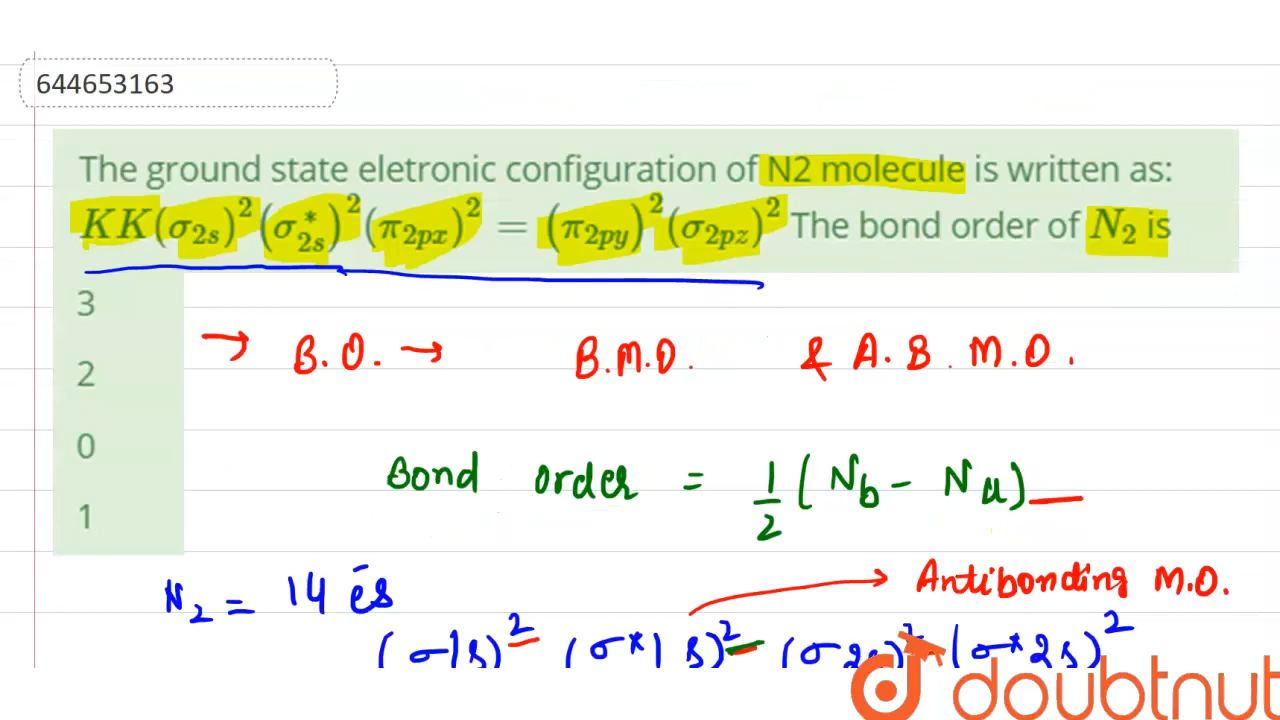 644653163
The ground state eletronic configuration of N2 molecule is written as:
KK(σ₂ₛ)²(σ*₂ₛ)²(π₂ₚₓ)² = (π₂ₚy)²(σ₂ₚz)² The bond order of N₂ is
3
2
0
1
→ B.O. → B.M.O. & A.B.M.O.
Bond order = 1/2 (Nb - Na)
→ Antibonding M.O.
N₂ = 14 ēs
(σ1s)² (σ*1s)² (σ2s)² (σ*2s)²
doubtnut